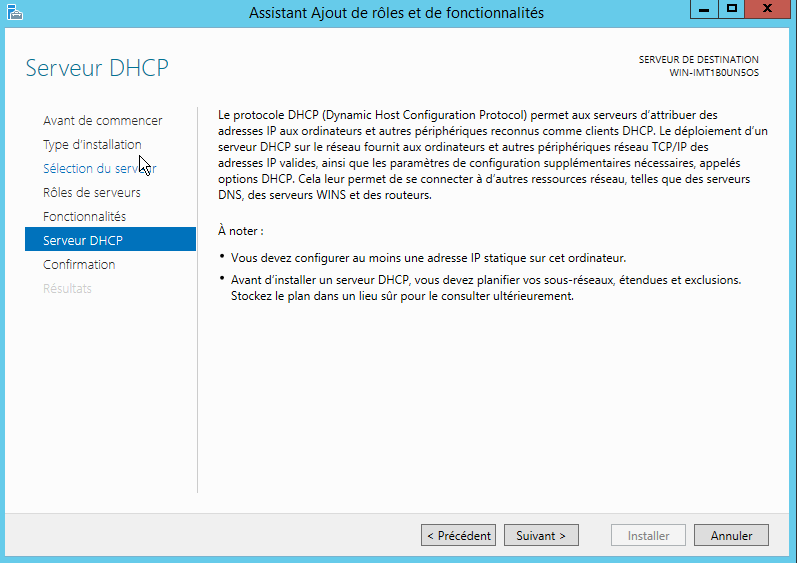 Assistant Ajout de rôles et de fonctionnalités
Serveur DHCP
SERVEUR DE DESTINATION
WIN-IMT1B0UN5OS
Avant de commencer
Type d'installation
Sélection du serveur
Rôles de serveurs
Fonctionnalités
Serveur DHCP
Confirmation
Résultats
Le protocole DHCP (Dynamic Host Configuration Protocol) permet aux serveurs d'attribuer des
adresses IP aux ordinateurs et autres périphériques reconnus comme clients DHCP. Le déploiement d'un
serveur DHCP sur le réseau fournit aux ordinateurs et autres périphériques réseau TCP/IP des
adresses IP valides, ainsi que les paramètres de configuration supplémentaires nécessaires, appelés
options DHCP. Cela leur permet de se connecter à d'autres ressources réseau, telles que des serveurs
DNS, des serveurs WINS et des routeurs.
À noter :
• Vous devez configurer au moins une adresse IP statique sur cet ordinateur.
• Avant d'installer un serveur DHCP, vous devez planifier vos sous-réseaux, étendues et exclusions.
Stockez le plan dans un lieu sûr pour le consulter ultérieurement.
< Précédent
Suivant >
Installer
Annuler